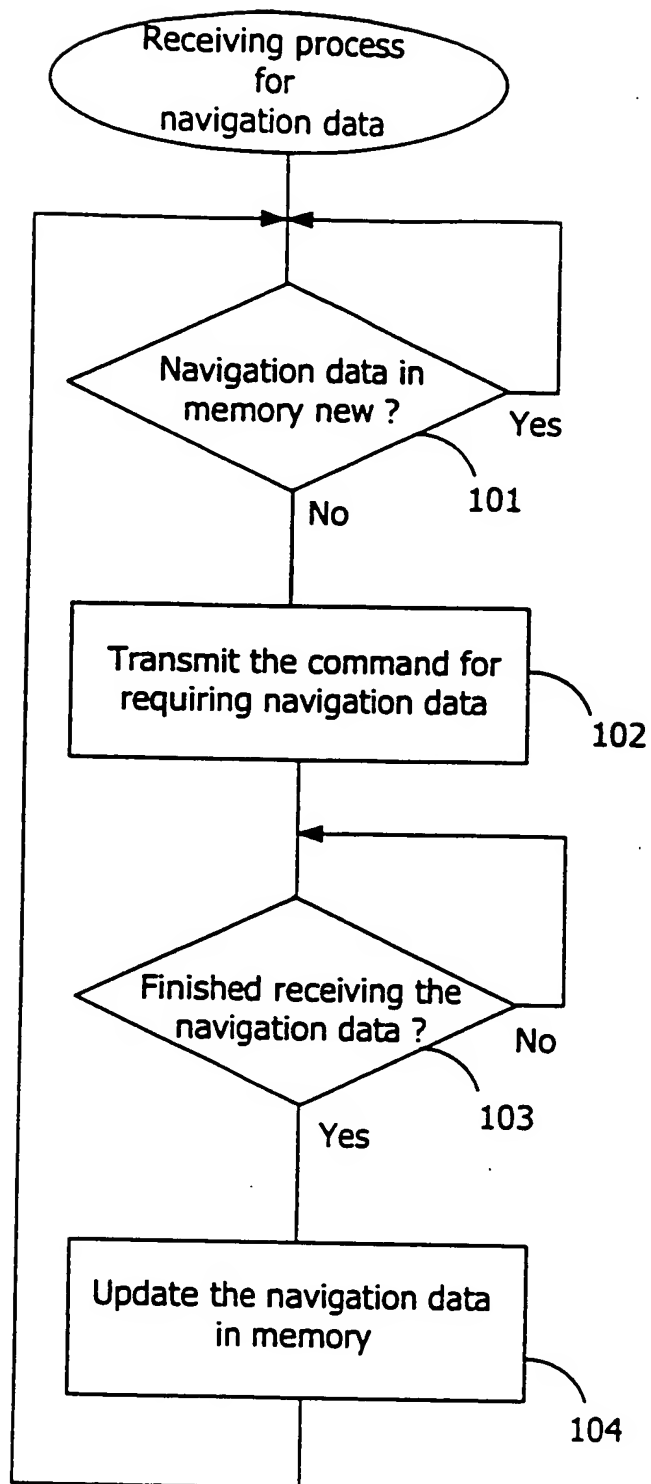 Receiving process
for
navigation data
Navigation data in
memory new ?
Yes
101
No
Transmit the command for
requiring navigation data
102
Finished receiving the
navigation data ?
No
103
Yes
Update the navigation data
in memory
104